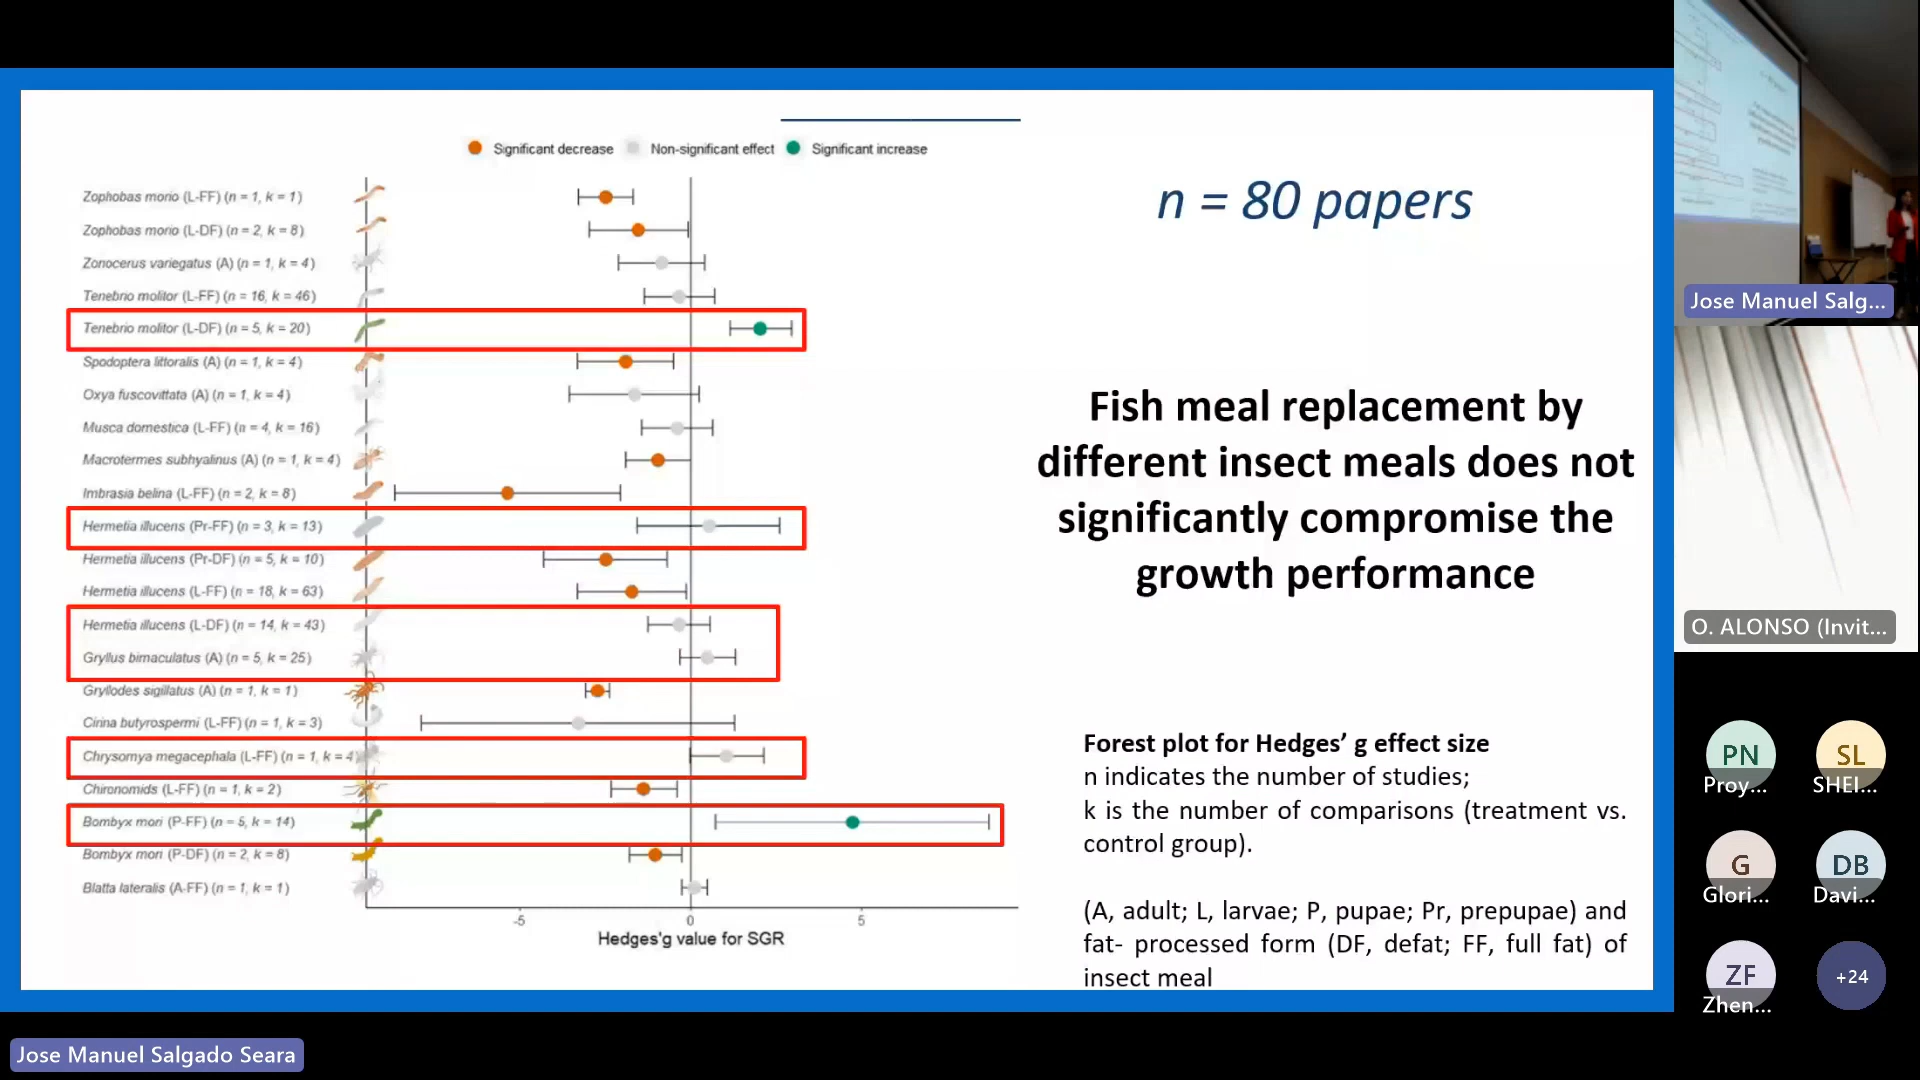 Significant decrease Non-significant effect Significant increase
Zophobas morio (L-FF) (n = 1, k = 1)
Zophobas morio (L-DF) (n = 2, k = 8)
Zonocerus variegatus (A) (n = 1, k = 4)
Tenebrio molitor (L-FF) (n = 16, k = 46)
Tenebrio molitor (L-DF) (n = 5, k = 20)
Spodoptera littoralis (A) (n = 1, k = 4)
Oxya fuscovittata (A) (n = 1, k = 4)
Musca domestica (L-FF) (n = 4, k = 16)
Macrotermes subhyalinus (A) (n = 1, k = 4)
Imbrasia belina (L-FF) (n = 2, k = 8)
Hermetia illucens (Pr-FF) (n = 3, k = 13)
Hermetia illucens (Pr-DF) (n = 5, k = 10)
Hermetia illucens (L-FF) (n = 18, k = 63)
Hermetia illucens (L-DF) (n = 14, k = 43)
Gryllus bimaculatus (A) (n = 5, k = 25)
Gryllodes sigillatus (A) (n = 1, k = 1)
Cirina butyrospermi (L-FF) (n = 1, k = 3)
Chrysomya megacephala (L-FF) (n = 1, k = 4
Chironomids (L-FF) (n = 1, k = 2)
Bombyx mori (P-FF) (n = 5, k = 14)
Bombyx mori (P-DF) (n = 2, k = 8)
Blatta lateralis (A-FF) (n = 1, k = 1)
-5 0 5
Hedges'g value for SGR
n = 80 papers
Fish meal replacement by
different insect meals does not
significantly compromise the
growth performance
Forest plot for Hedges’ g effect size
n indicates the number of studies;
k is the number of comparisons (treatment vs.
control group).
(A, adult; L, larvae; P, pupae; Pr, prepupae) and
fat- processed form (DF, defat; FF, full fat) of
insect meal
Jose Manuel Salg...
O. ALONSO (Invit...
PN
Proy...
SL
SHEI...
G
Glori...
DB
Davi...
ZF
Zhen...
+24
Jose Manuel Salgado Seara